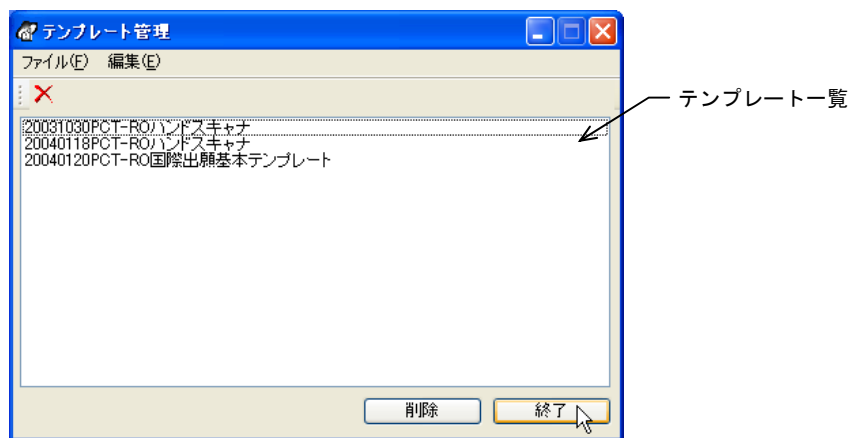 テンプレート管理
ファイル(F) 編集(E)
テンプレート一覧
20031030PCT-ROハンドスキャナ
20040118PCT-ROハンドスキャナ
20040120PCT-RO国際出願基本テンプレート
削除 終了